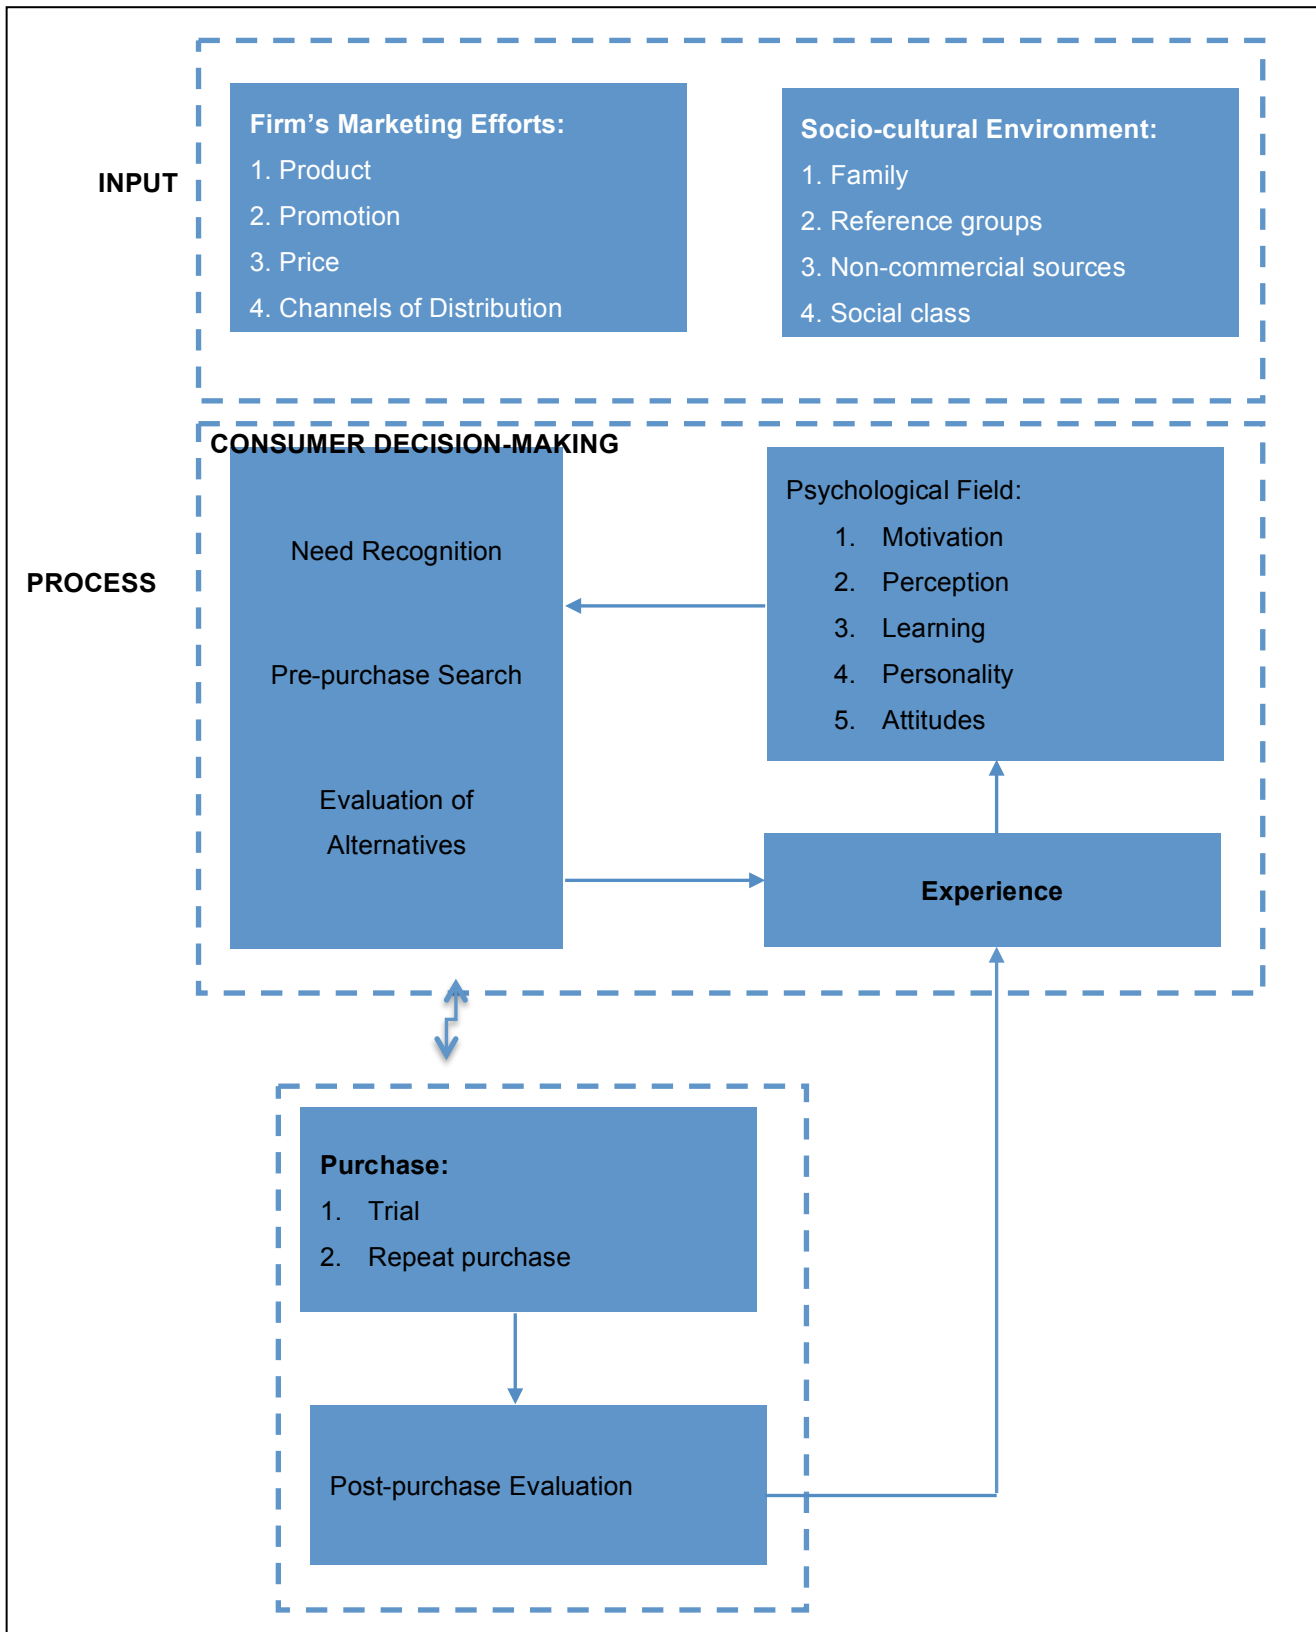 INPUT
Firm’s Marketing Efforts:
1. Product
2. Promotion
3. Price
4. Channels of Distribution
Socio-cultural Environment:
1. Family
2. Reference groups
3. Non-commercial sources
4. Social class
PROCESS
CONSUMER DECISION-MAKING
Need Recognition
Pre-purchase Search
Evaluation of
Alternatives
Psychological Field:
1. Motivation
2. Perception
3. Learning
4. Personality
5. Attitudes
Experience
Purchase:
1. Trial
2. Repeat purchase
Post-purchase Evaluation